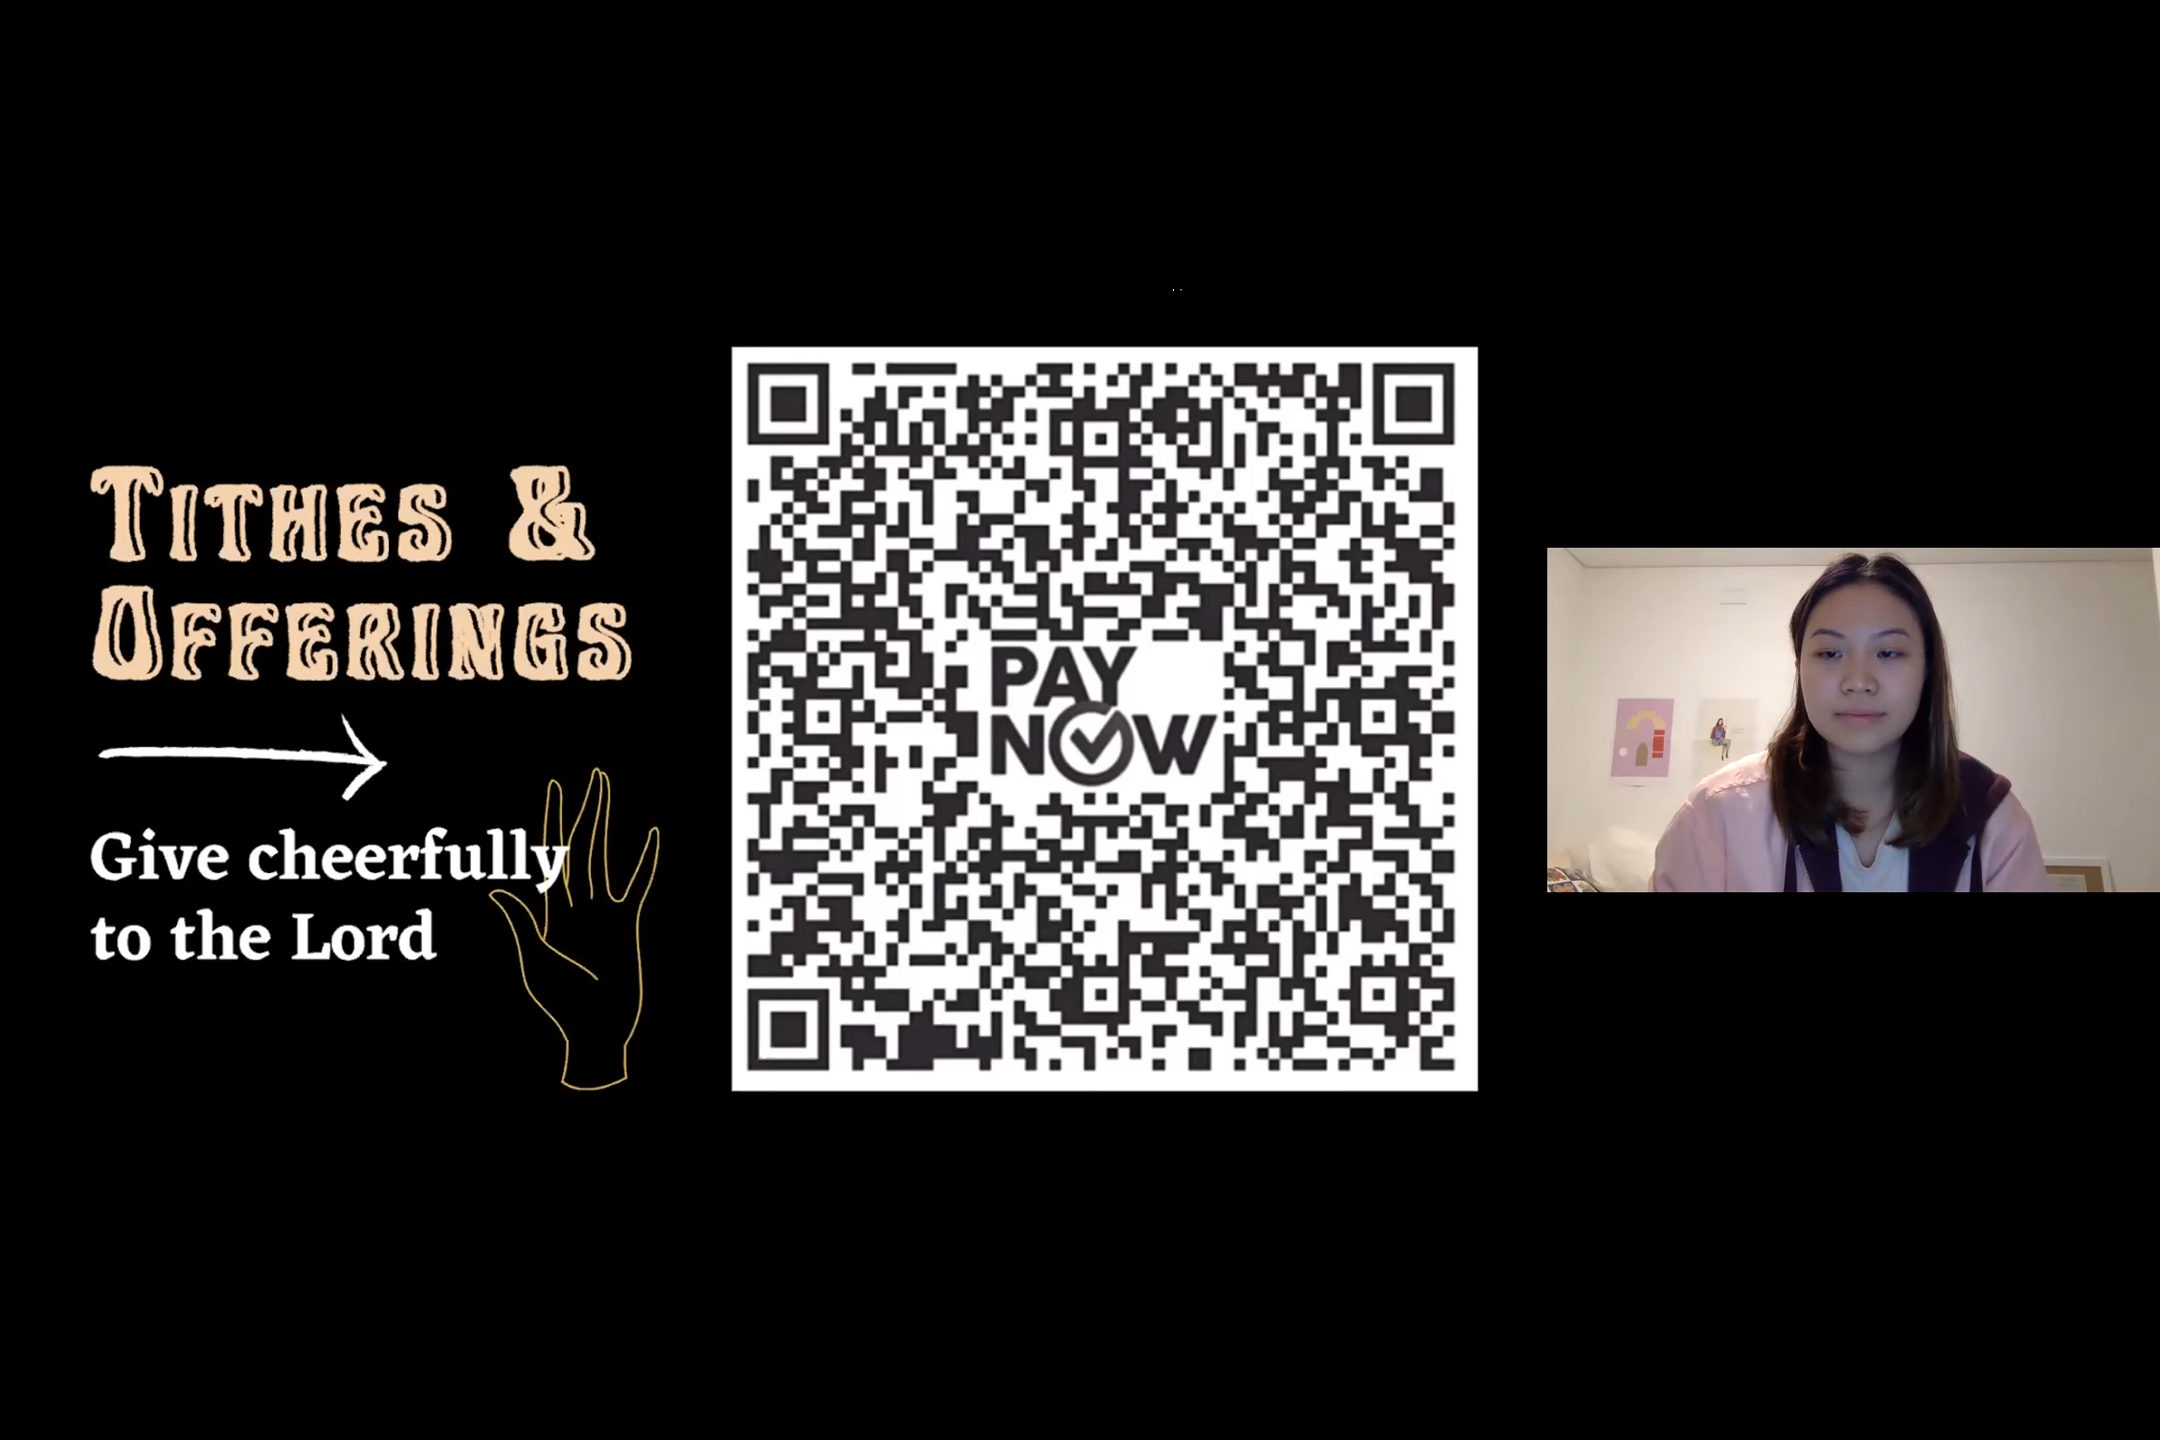 TITHES &
OFFERINGS
Give cheerfully
to the Lord
PAY
NOW